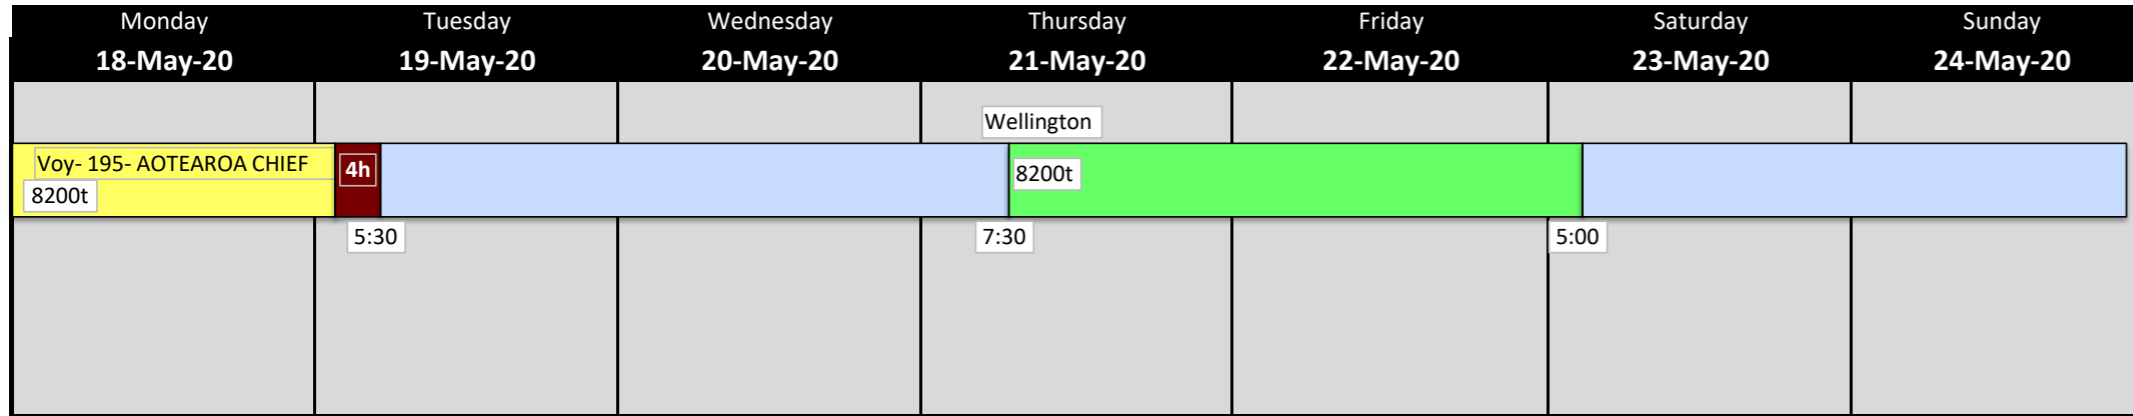 Monday Tuesday Wednesday Thursday Friday Saturday Sunday
18-May-20 19-May-20 20-May-20 21-May-20 22-May-20 23-May-20 24-May-20
Wellington
Voy- 195- AOTEAROA CHIEF
4h
8200t
8200t
5:30 7:30 5:00